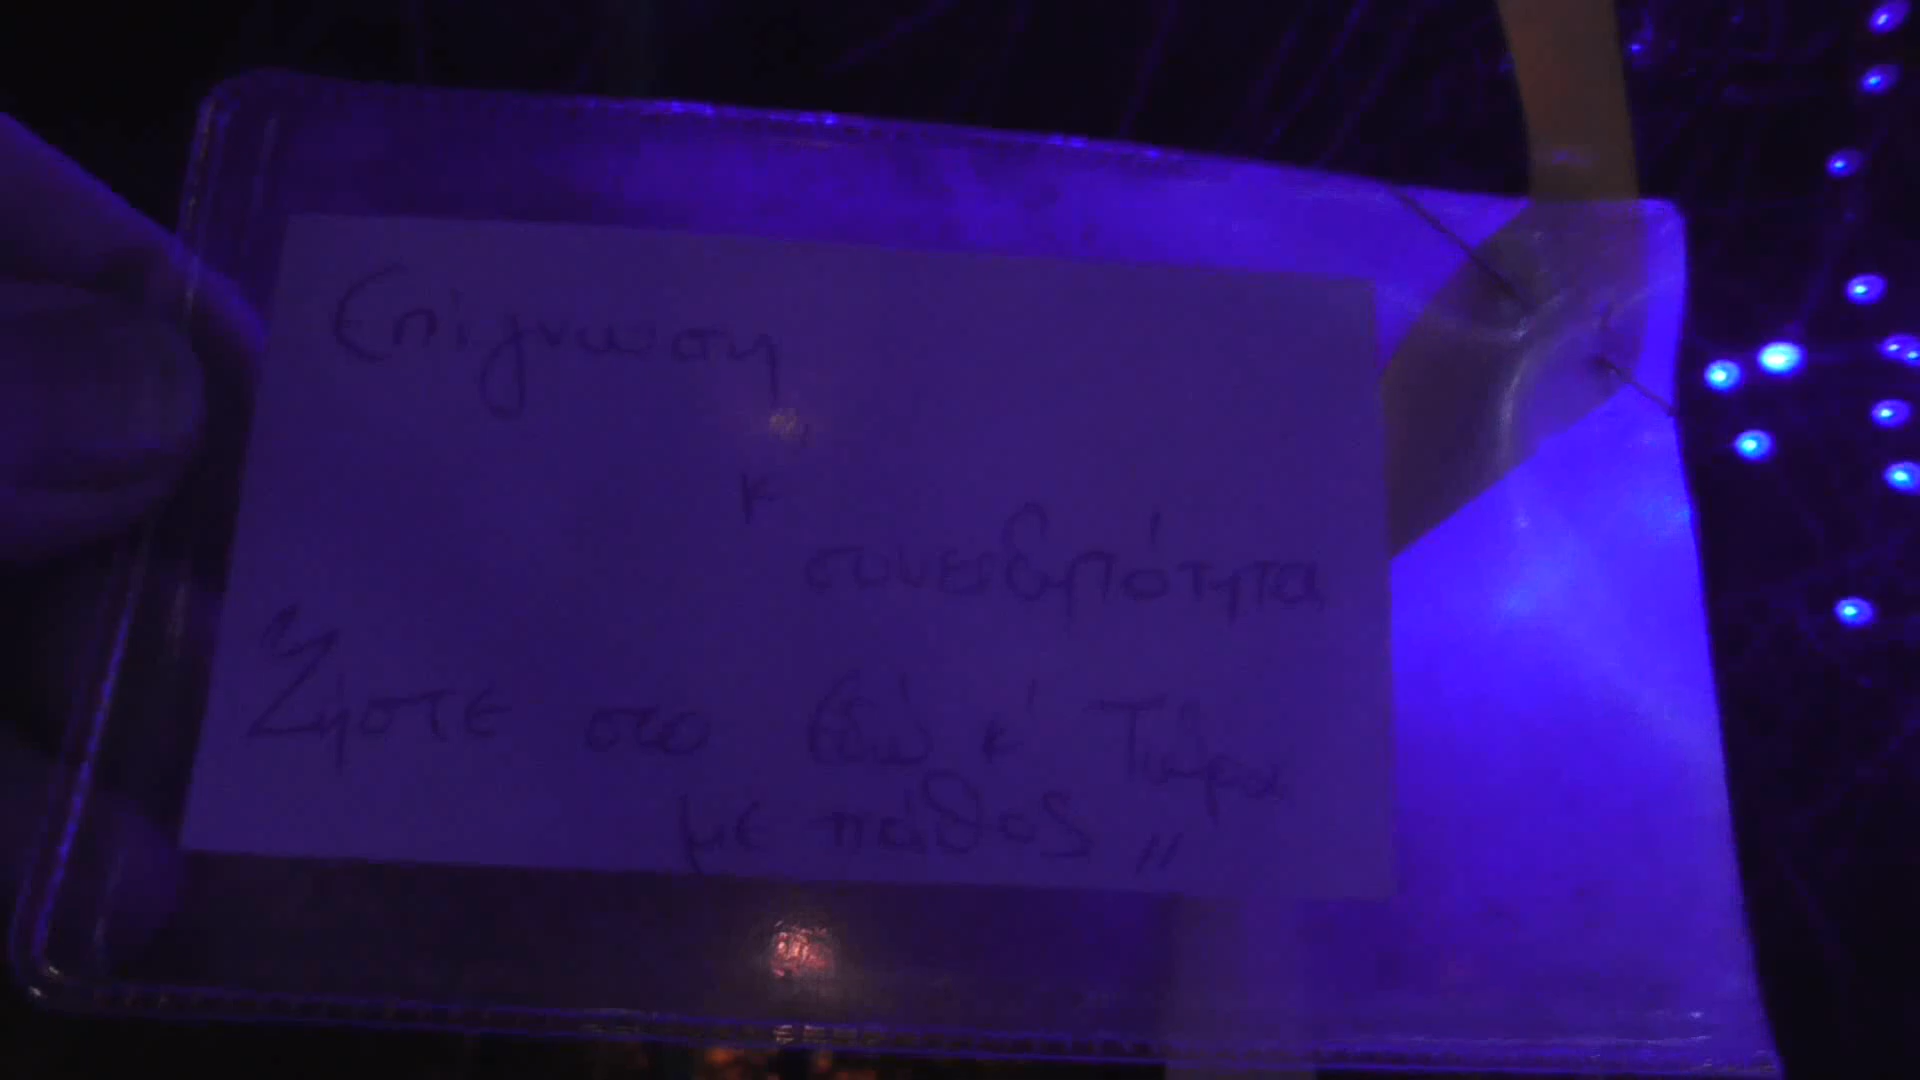 Επίγνωση
κ'
συνειδητότητα
"Ζήστε στο Εδώ κ' Τώρα
με πάθος"